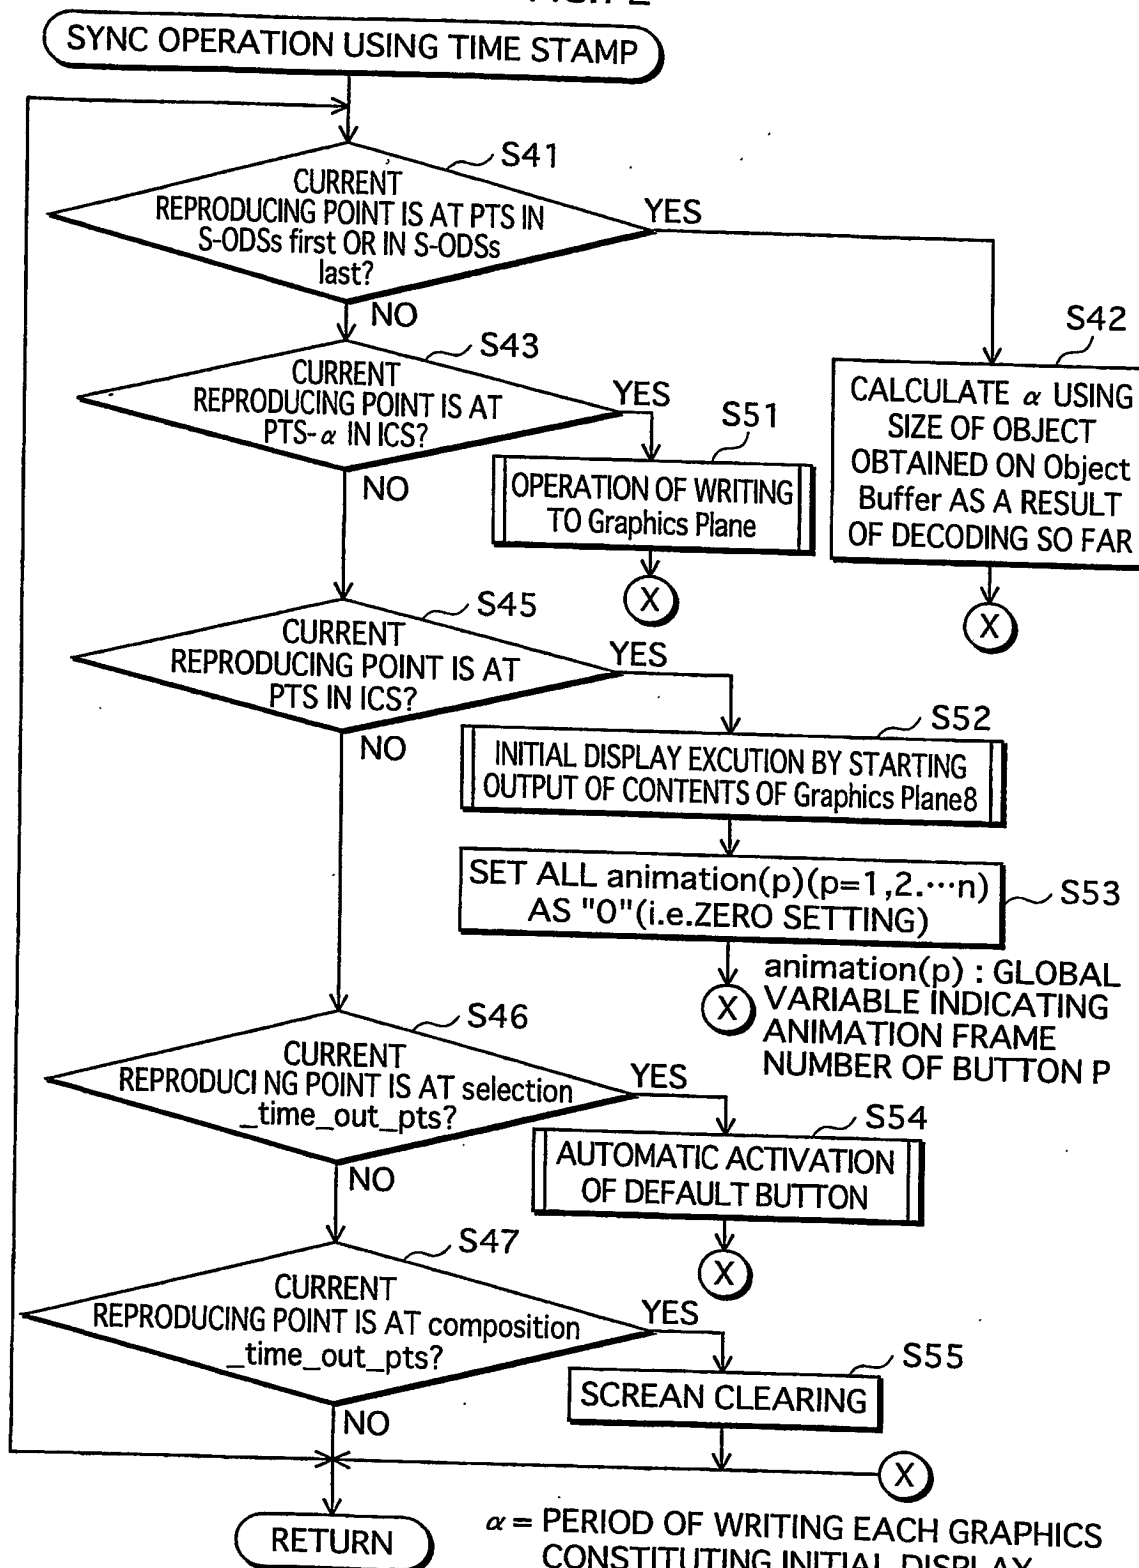 SYNC OPERATION USING TIME STAMP
S41
CURRENT
REPRODUCING POINT IS AT PTS IN
S-ODSs first OR IN S-ODSs
last?
YES
NO
S42
CALCULATE α USING
SIZE OF OBJECT
OBTAINED ON Object
Buffer AS A RESULT
OF DECODING SO FAR
X
S43
CURRENT
REPRODUCING POINT IS AT
PTS-α IN ICS?
YES
NO
S51
OPERATION OF WRITING
TO Graphics Plane
X
S45
CURRENT
REPRODUCING POINT IS AT
PTS IN ICS?
YES
NO
S52
INITIAL DISPLAY EXCUTION BY STARTING
OUTPUT OF CONTENTS OF Graphics Plane8
SET ALL animation(p)(p=1,2.···n)
AS "0"(i.e.ZERO SETTING)
S53
X
animation(p) : GLOBAL
VARIABLE INDICATING
ANIMATION FRAME
NUMBER OF BUTTON P
S46
CURRENT
REPRODUCI NG POINT IS AT selection
_time_out_pts?
YES
NO
S54
AUTOMATIC ACTIVATION
OF DEFAULT BUTTON
X
S47
CURRENT
REPRODUCING POINT IS AT composition
_time_out_pts?
YES
NO
S55
SCREAN CLEARING
X
RETURN
α = PERIOD OF WRITING EACH GRAPHICS
CONSTITUTING INITIAL DISPLAY